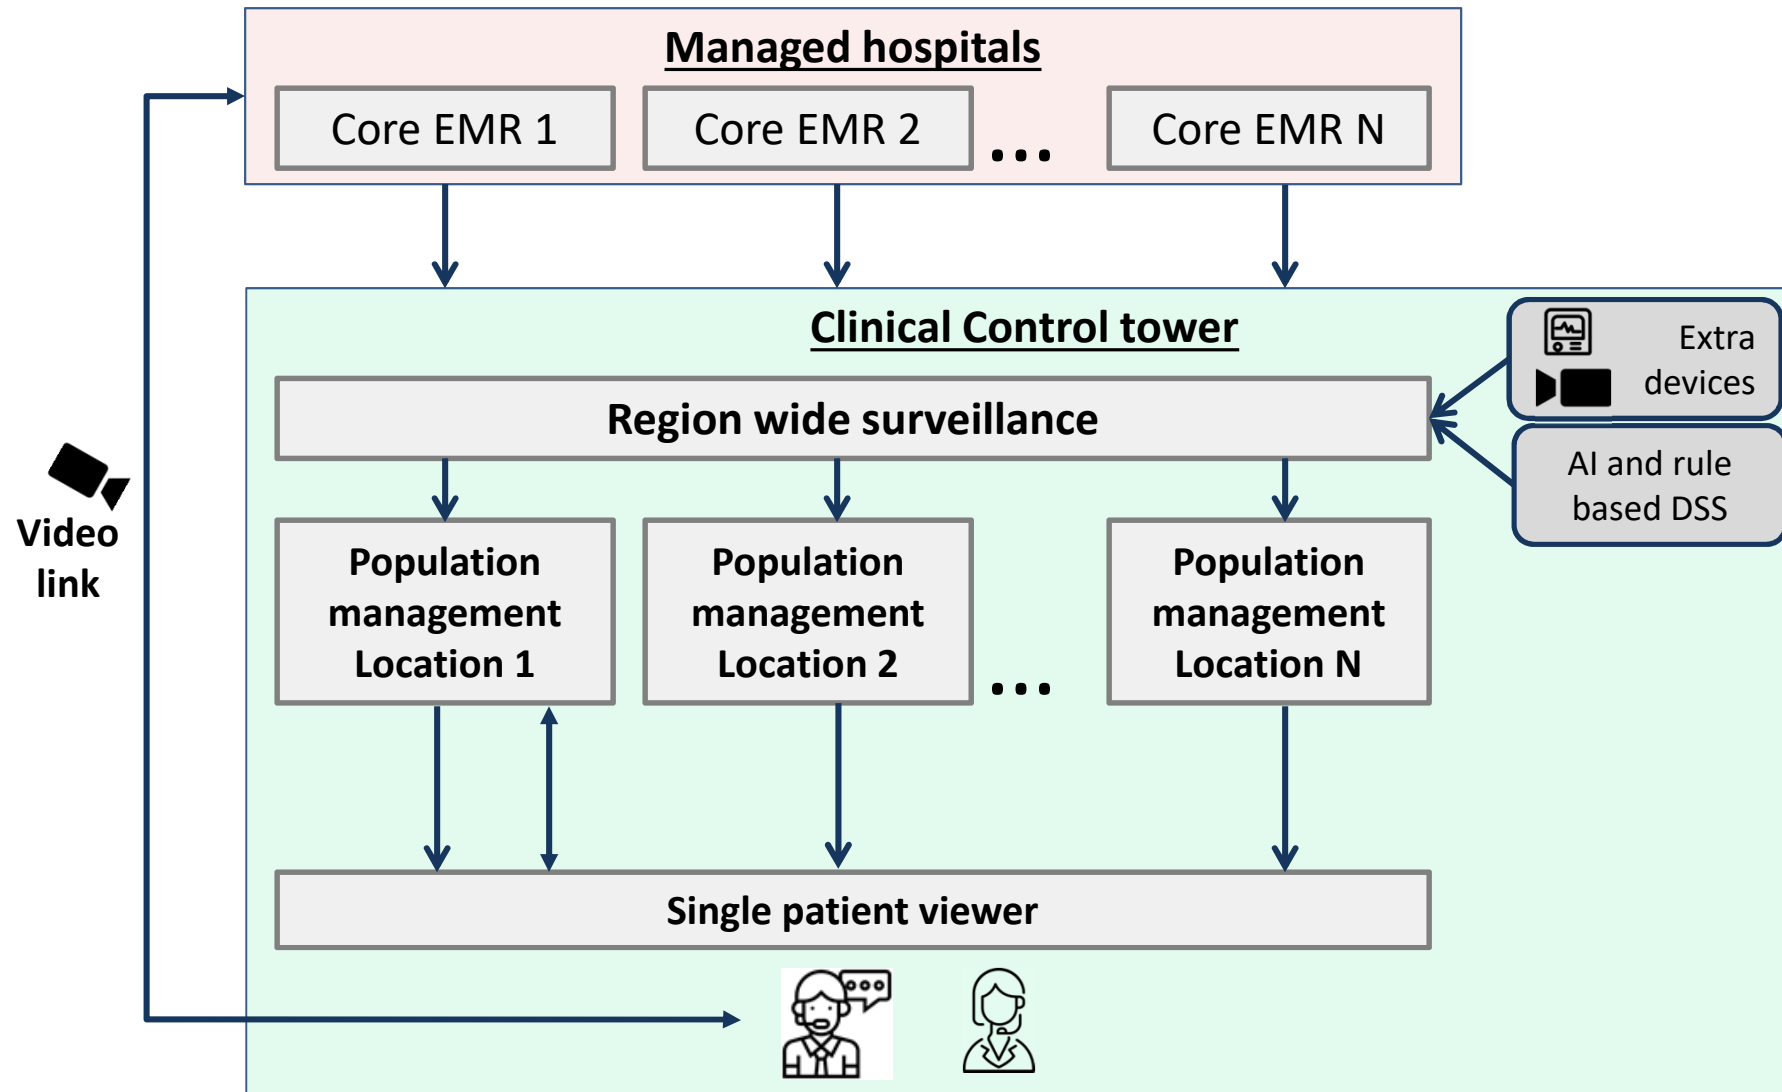 Managed hospitals
Core EMR 1
Core EMR 2
...
Core EMR N
Clinical Control tower
Extra
devices
Region wide surveillance
AI and rule
based DSS
Video
link
Population
management
Location 1
Population
management
Location 2
...
Population
management
Location N
Single patient viewer